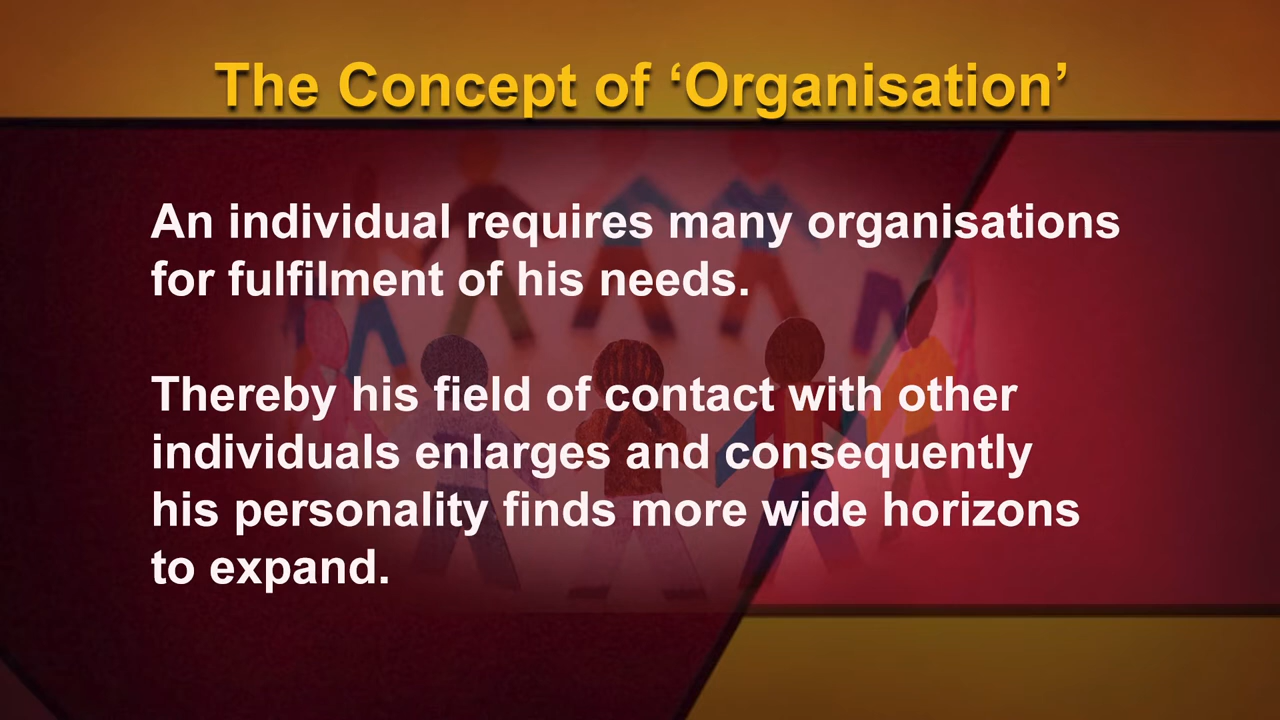 The Concept of ‘Organisation’
An individual requires many organisations
for fulfilment of his needs.
Thereby his field of contact with other
individuals enlarges and consequently
his personality finds more wide horizons
to expand.